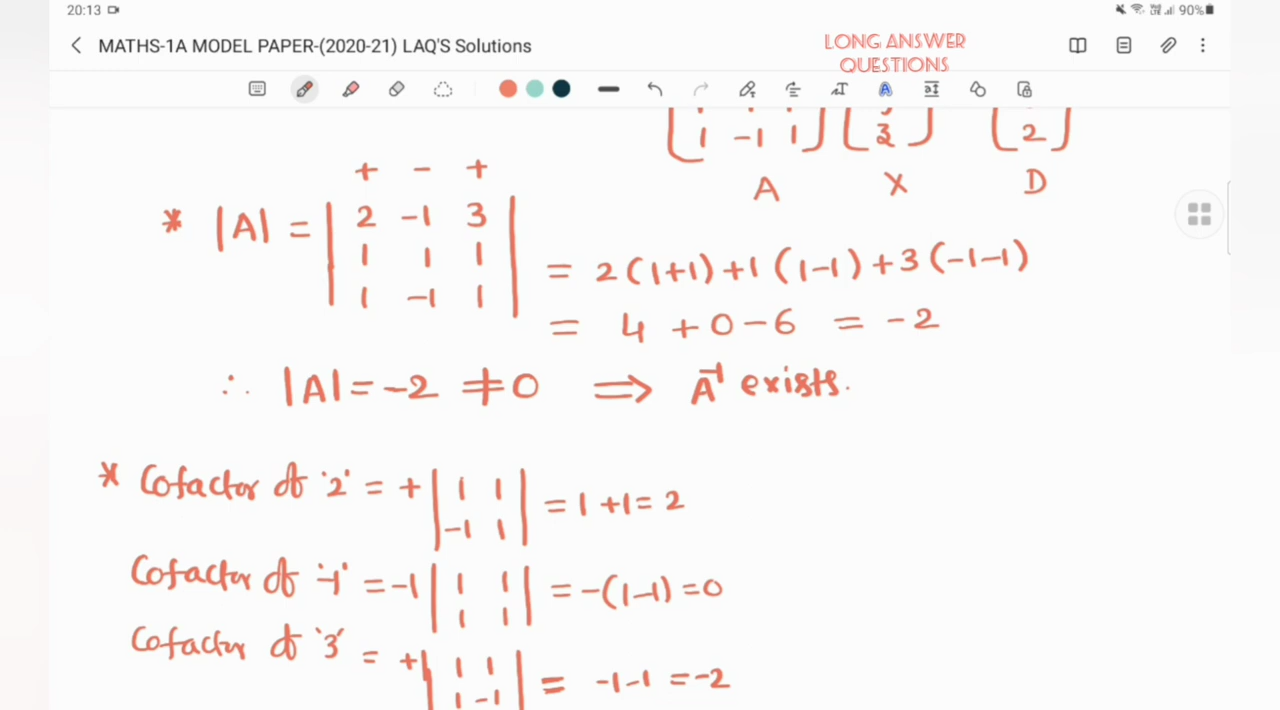 20:13
90%
MATHS-1A MODEL PAPER-(2020-21) LAQ'S Solutions
LONG ANSWER
QUESTIONS
1 -1 1 3 2
A X D
+ - +
* |A| = | 2 -1 3 |
1 1 1
1 -1 1
= 2(1+1)+1(1-1)+3(-1-1)
= 4 + 0 - 6 = -2
∴ |A| = -2 ≠ 0 ⟹ A⁻¹ exists.
* Cofactor of '2' = + | 1 1 | = 1 + 1 = 2
-1 1
Cofactor of '-1' = -1 | 1 1 | = -(1-1) = 0
1 1
Cofactor of '3' = + | 1 1 | = -1-1 = -2
1 -1